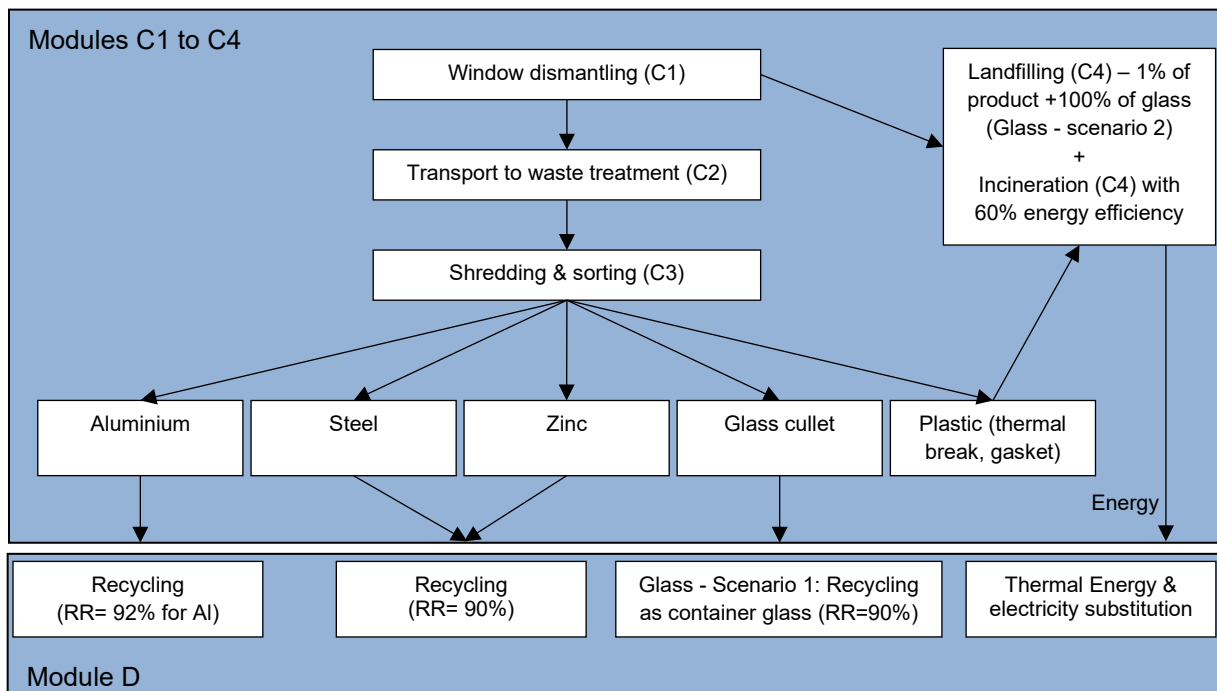 Modules C1 to C4
Window dismantling (C1)
Transport to waste treatment (C2)
Shredding & sorting (C3)
Landfilling (C4) – 1% of
product +100% of glass
(Glass - scenario 2)
+
Incineration (C4) with
60% energy efficiency
Aluminium
Steel
Zinc
Glass cullet
Plastic (thermal
break, gasket)
Energy
Recycling
(RR= 92% for Al)
Recycling
(RR= 90%)
Glass - Scenario 1: Recycling
as container glass (RR=90%)
Thermal Energy &
electricity substitution
Module D